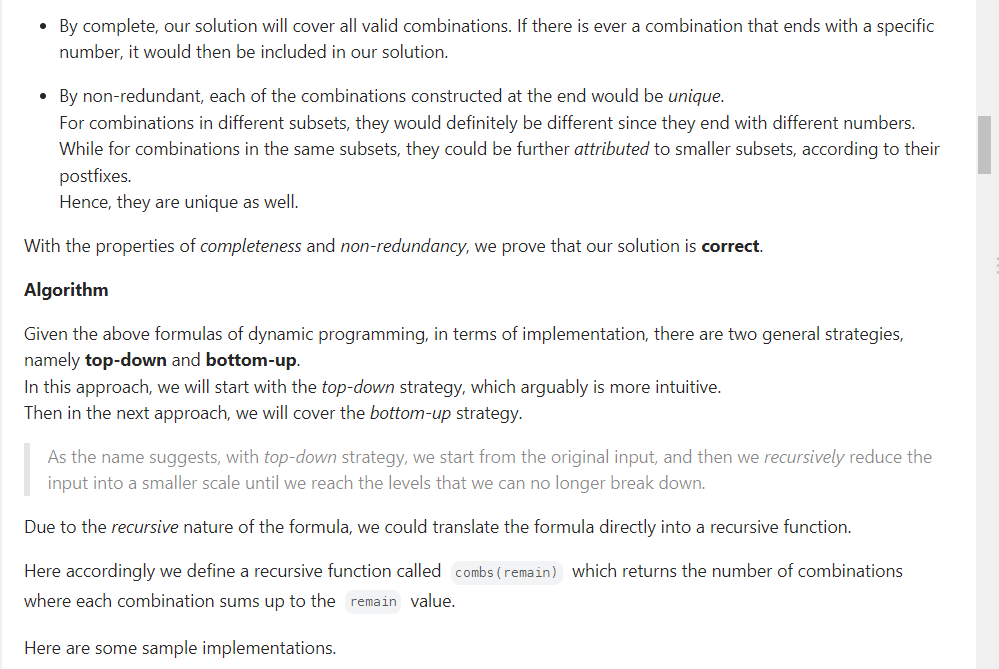 • By complete, our solution will cover all valid combinations. If there is ever a combination that ends with a specific
number, it would then be included in our solution.
• By non-redundant, each of the combinations constructed at the end would be unique.
For combinations in different subsets, they would definitely be different since they end with different numbers.
While for combinations in the same subsets, they could be further attributed to smaller subsets, according to their
postfixes.
Hence, they are unique as well.
With the properties of completeness and non-redundancy, we prove that our solution is correct.
Algorithm
Given the above formulas of dynamic programming, in terms of implementation, there are two general strategies,
namely top-down and bottom-up.
In this approach, we will start with the top-down strategy, which arguably is more intuitive.
Then in the next approach, we will cover the bottom-up strategy.
As the name suggests, with top-down strategy, we start from the original input, and then we recursively reduce the
input into a smaller scale until we reach the levels that we can no longer break down.
Due to the recursive nature of the formula, we could translate the formula directly into a recursive function.
Here accordingly we define a recursive function called combs(remain) which returns the number of combinations
where each combination sums up to the remain value.
Here are some sample implementations.